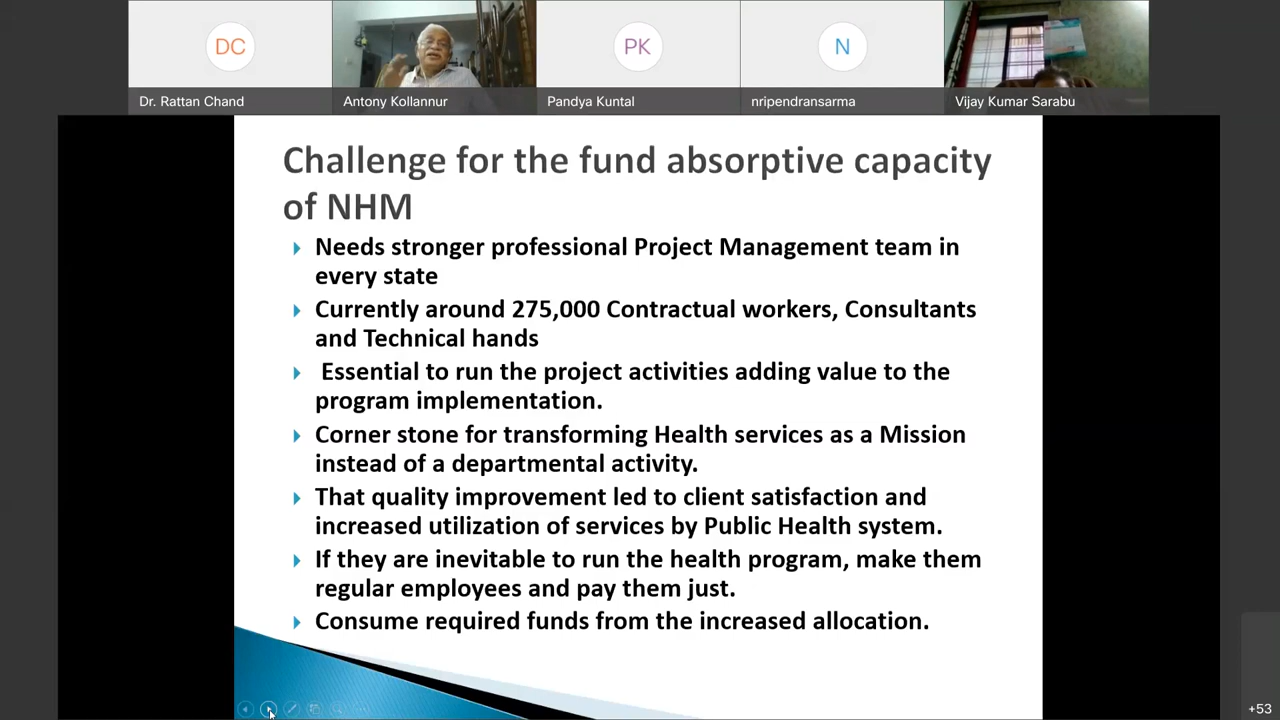 DC
PK
N
Dr. Rattan Chand
Antony Kollannur
Pandya Kuntal
nripendransarma
Vijay Kumar Sarabu
Challenge for the fund absorptive capacity
of NHM
Needs stronger professional Project Management team in
every state
Currently around 275,000 Contractual workers, Consultants
and Technical hands
Essential to run the project activities adding value to the
program implementation.
Corner stone for transforming Health services as a Mission
instead of a departmental activity.
That quality improvement led to client satisfaction and
increased utilization of services by Public Health system.
If they are inevitable to run the health program, make them
regular employees and pay them just.
Consume required funds from the increased allocation.
+53